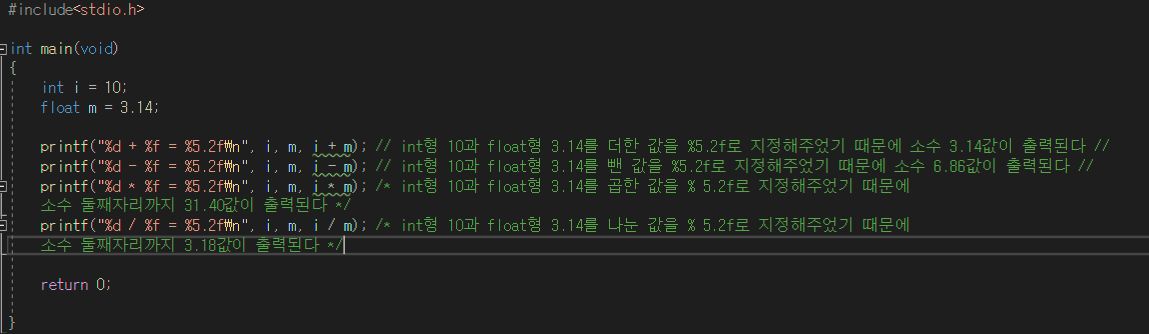 #include<stdio.h>
int main(void)
{
int i = 10;
float m = 3.14;
printf("%d + %f = %5.2f₩n", i, m, i + m); // int형 10과 float형 3.14를 더한 값을 %5.2f로 지정해주었기 때문에 소수 3.14값이 출력된다 //
printf("%d - %f = %5.2f₩n", i, m, i - m); // int형 10과 float형 3.14를 뺀 값을 %5.2f로 지정해주었기 때문에 소수 6.86값이 출력된다 //
printf("%d * %f = %5.2f₩n", i, m, i * m); /* int형 10과 float형 3.14를 곱한 값을 % 5.2f로 지정해주었기 때문에
소수 둘째자리까지 31.40값이 출력된다 */
printf("%d / %f = %5.2f₩n", i, m, i / m); /* int형 10과 float형 3.14를 나눈 값을 % 5.2f로 지정해주었기 때문에
소수 둘째자리까지 3.18값이 출력된다 */
return 0;
}